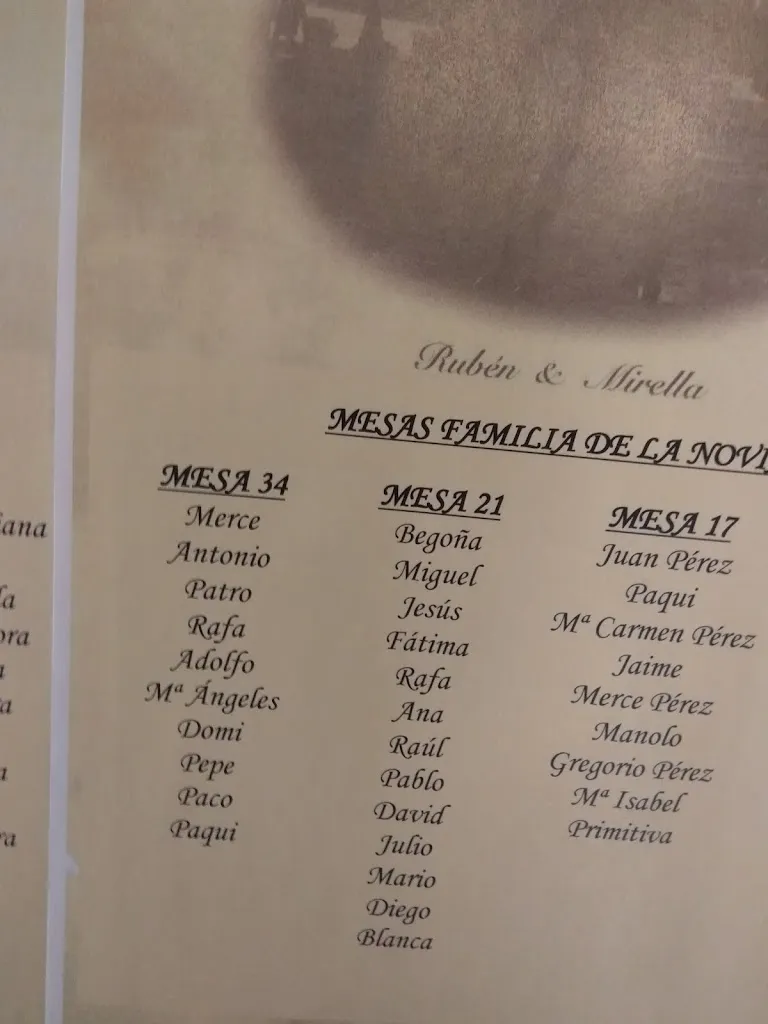 Rubén & Mirella
MESAS FAMILIA DE LA
MESA 34
Merce
Antonio
Patro
Rafa
Adolfo
Mª Ángeles
Domi
Pepe
Paco
Paqui
MESA 21
Begoña
Miguel
Jesús
Fátima
Rafa
Ana
Raúl
Pablo
David
Julio
Mario
Diego
Blanca
MESA 17
Juan Pérez
Paqui
Mª Carmen Pérez
Jaime
Merce Pérez
Manolo
Gregorio Pérez
Mª Isabel
Primitiva